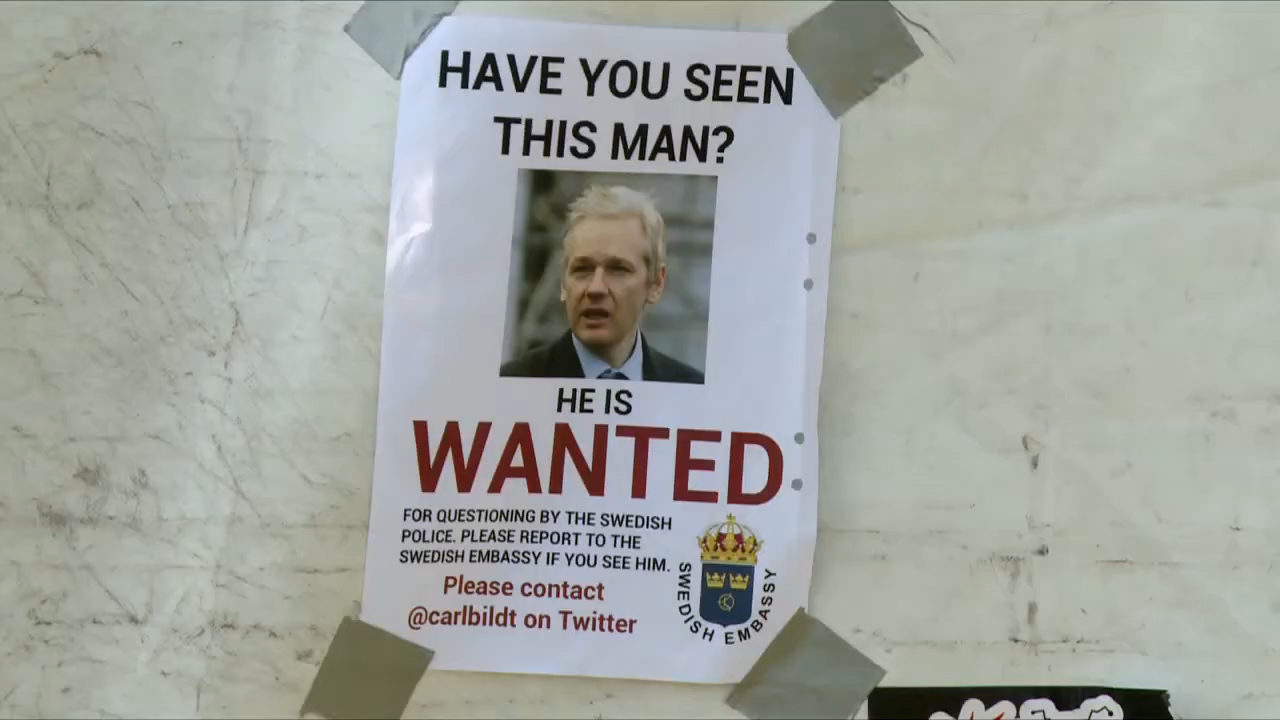 HAVE YOU SEEN
THIS MAN?
HE IS
WANTED
FOR QUESTIONING BY THE SWEDISH
POLICE. PLEASE REPORT TO THE
SWEDISH EMBASSY IF YOU SEE HIM.
Please contact
@carlbildt on Twitter
SWEDISH EMBASSY